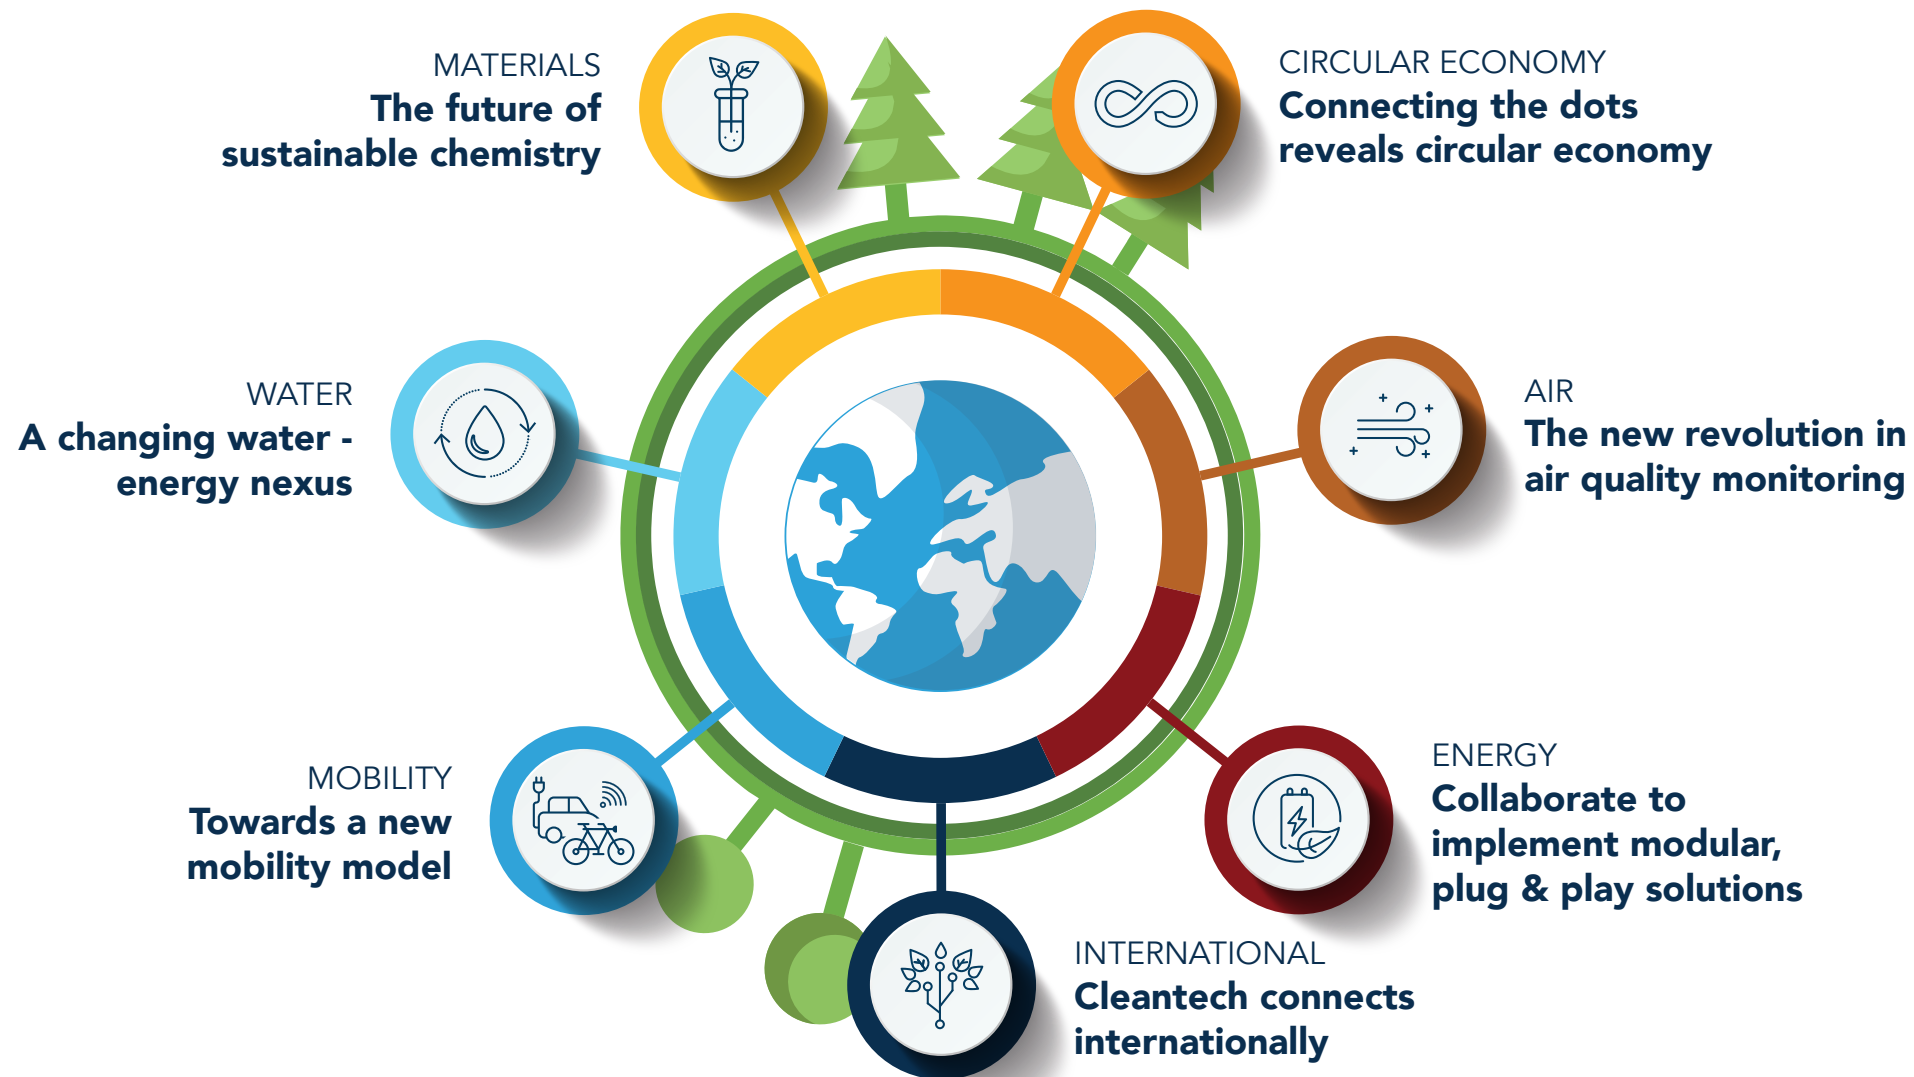 MATERIALS
The future of
sustainable chemistry
CIRCULAR ECONOMY
Connecting the dots
reveals circular economy
WATER
A changing water -
energy nexus
AIR
The new revolution in
air quality monitoring
MOBILITY
Towards a new
mobility model
ENERGY
Collaborate to
implement modular,
plug & play solutions
INTERNATIONAL
Cleantech connects
internationally